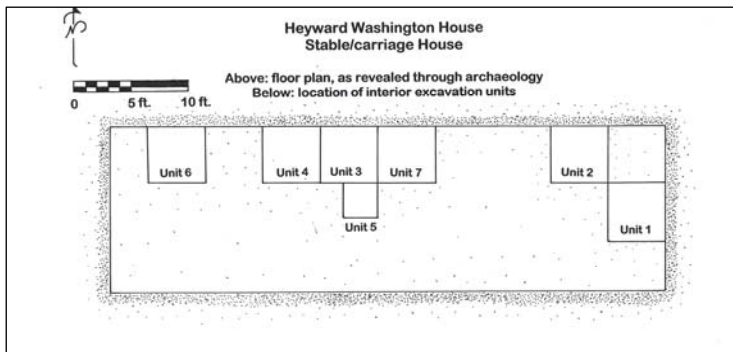 N
Heyward Washington House
Stable/carriage House
Above: floor plan, as revealed through archaeology
Below: location of interior excavation units
0 5 ft. 10 ft.
Unit 6 Unit 4 Unit 3 Unit 7 Unit 2
Unit 5 Unit 1